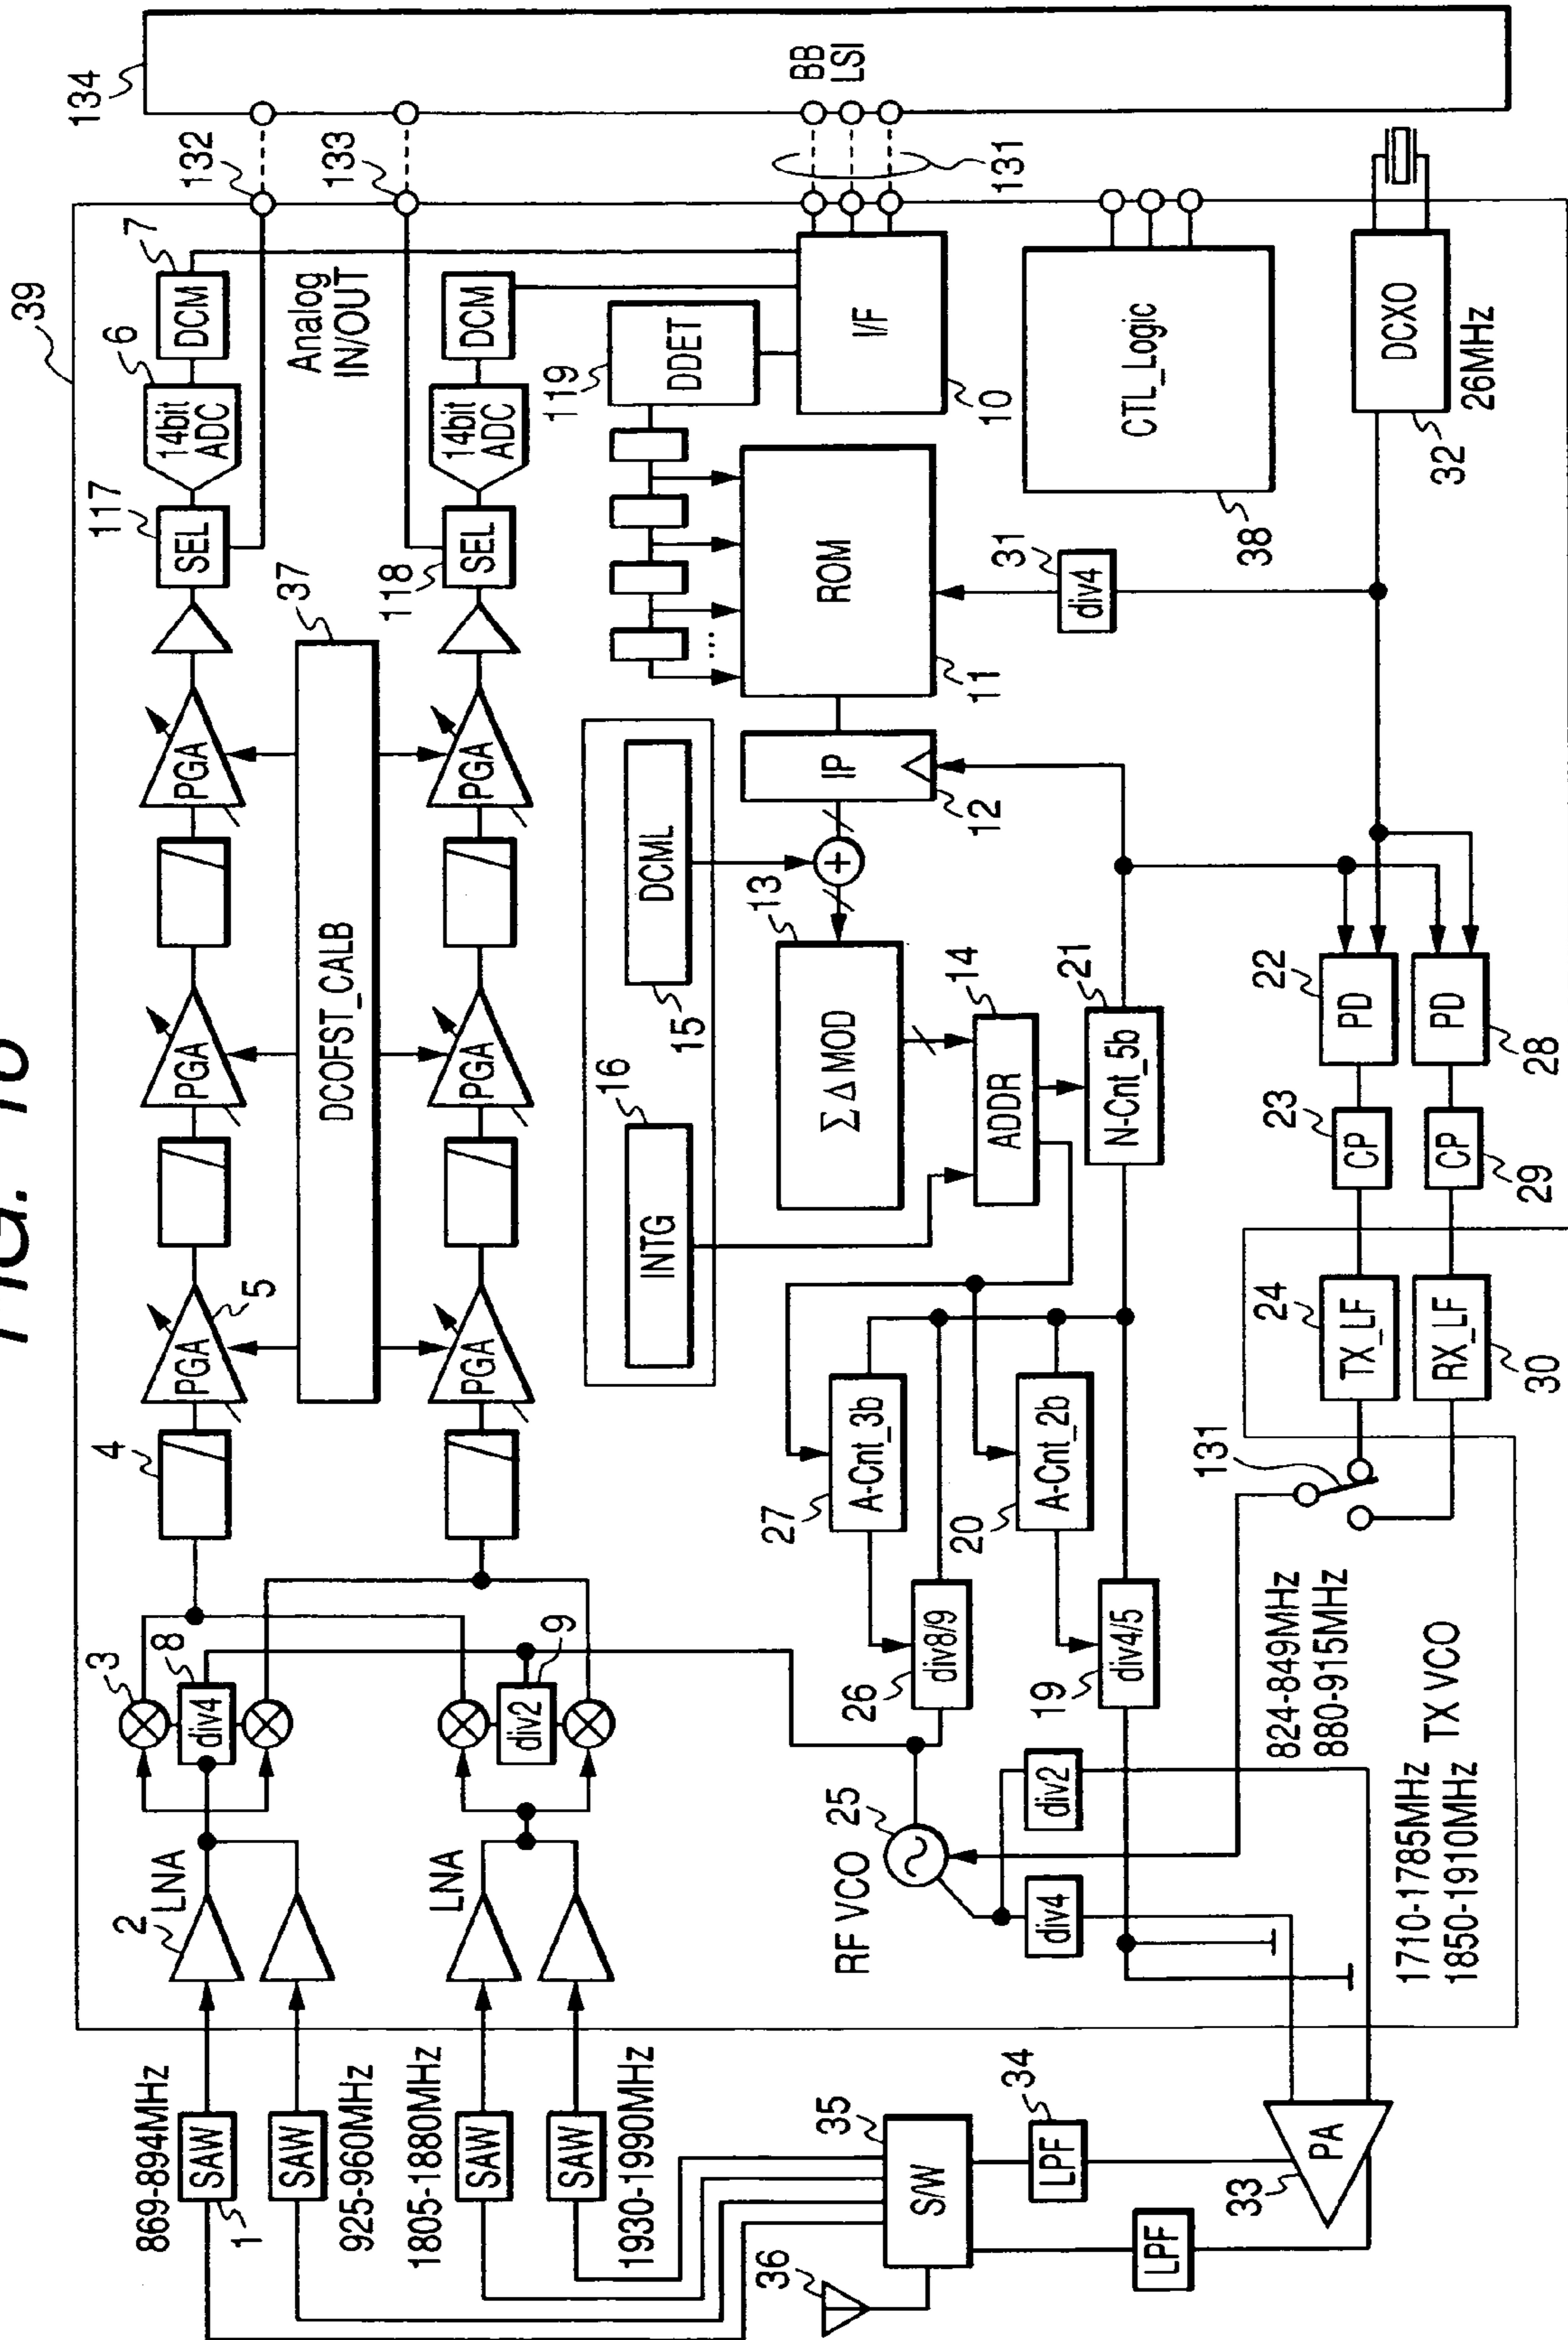 FIG.
39
134
869-894MHz
SAW
1
SAW
925-960MHz
1805-1880MHz
SAW
SAW
1930-1990MHz
2
LNA
LNA
3
8
div4
9
div2
4
PGA
5
PGA
PGA
117
SEL
6
14bit
ADC
7
DCM
132
133
Analog
IN/OUT
DCOFST_CALB
37
PGA
PGA
PGA
118
SEL
14bit
ADC
DCM
119
DDET
I/F
10
131
BB
LSI
INTG
16
DCML
15
ROM
...
11
IP
12
+
13
ΣΔMOD
ADDR
14
N-Cnt_5b
21
A-Cnt_3b
27
A-Cnt_2b
20
div8/9
26
div4/5
19
div4
31
CTL_Logic
38
DCXO
26MHz
32
RF VCO
25
div4
div2
36
S/W
35
LPF
34
LPF
PA
33
824-849MHz
880-915MHz
1710-1785MHz
1850-1910MHz
TX VCO
131
TX_LF
24
RX_LF
30
CP
23
CP
29
PD
22
PD
28